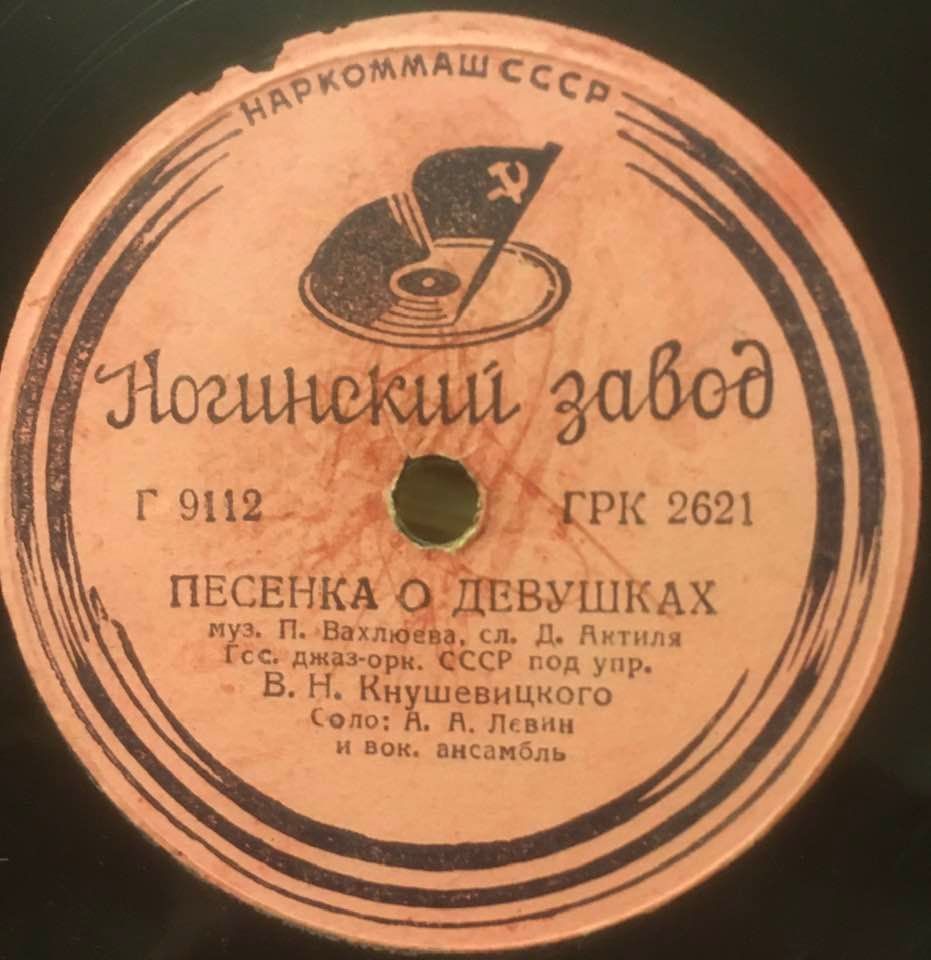 НАРКОММАШ СССР
Ногинский завод
Г 9112
ГРК 2621
ПЕСЕНКА О ДЕВУШКАХ
муз. П. Вахлюева, сл. Д. Актиля
Гсс. джаз-орк. СССР под упр.
В. Н. Кнушевицкого
Соло: А. А. Левин
и вок. ансамбль